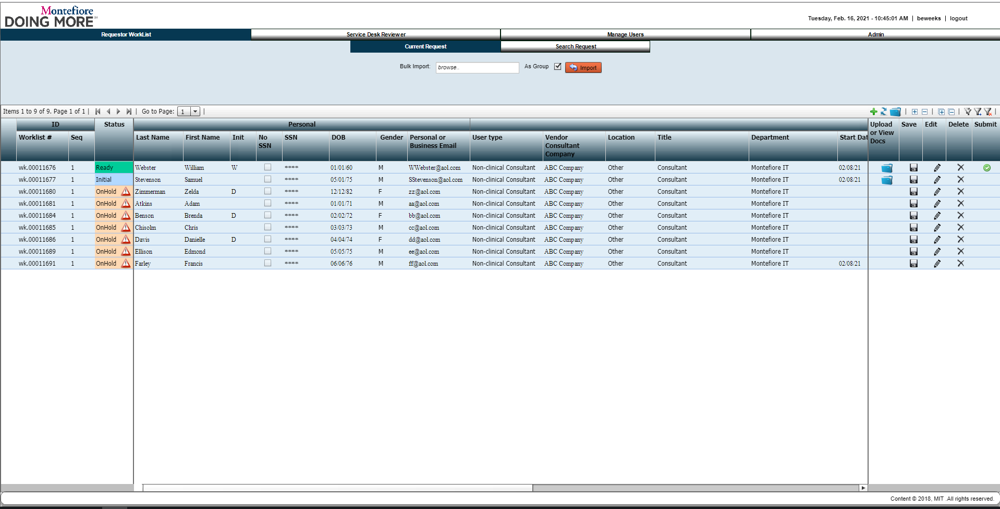 Montefiore
DOING MORE℠
Tuesday, Feb. 16, 2021 - 10:45:01 AM | beweeks | logout
Requestor WorkList Service Desk Reviewer Manage Users Admin
Current Request Search Request
Bulk Import: browse.. As Group Import
Items 1 to 9 of 9. Page 1 of 1 | Go to Page: 1 |
ID Status Personal Upload or View Docs Save Edit Delete Submit
Worklist # Seq Last Name First Name Init No SSN SSN DOB Gender Personal or Business Email User type Vendor Consultant Company Location Title Department Start Dat
wk.00011676 1 Ready Webster William W **** 01/01/60 M WWebster@aol.com Non-clinical Consultant ABC Company Other Consultant Montefiore IT 02/08/21
wk.00011677 1 Initial Stevenson Samuel **** 05/01/75 M SStevenson@aol.com Non-clinical Consultant ABC Company Other Consultant Montefiore IT 02/08/21
wk.00011680 1 OnHold Zimmerman Zelda D **** 12/12/82 F zz@aol.com Non-clinical Consultant ABC Company Other Consultant Montefiore IT
wk.00011681 1 OnHold Atkins Adam **** 01/01/71 M aa@aol.com Non-clinical Consultant ABC Company Other Consultant Montefiore IT
wk.00011684 1 OnHold Benson Brenda D **** 02/02/72 F bb@aol.com Non-clinical Consultant ABC Company Other Consultant Montefiore IT
wk.00011685 1 OnHold Chisolm Chris **** 03/03/73 M cc@aol.com Non-clinical Consultant ABC Company Other Consultant Montefiore IT
wk.00011686 1 OnHold Davis Danielle D **** 04/04/74 F dd@aol.com Non-clinical Consultant ABC Company Other Consultant Montefiore IT
wk.00011689 1 OnHold Ellison Edmond **** 05/05/75 M ee@aol.com Non-clinical Consultant ABC Company Other Consultant Montefiore IT
wk.00011691 1 OnHold Farley Francis **** 06/06/76 M ff@aol.com Non-clinical Consultant ABC Company Other Consultant Montefiore IT 02/08/21
Content © 2018, MIT .All rights reserved.